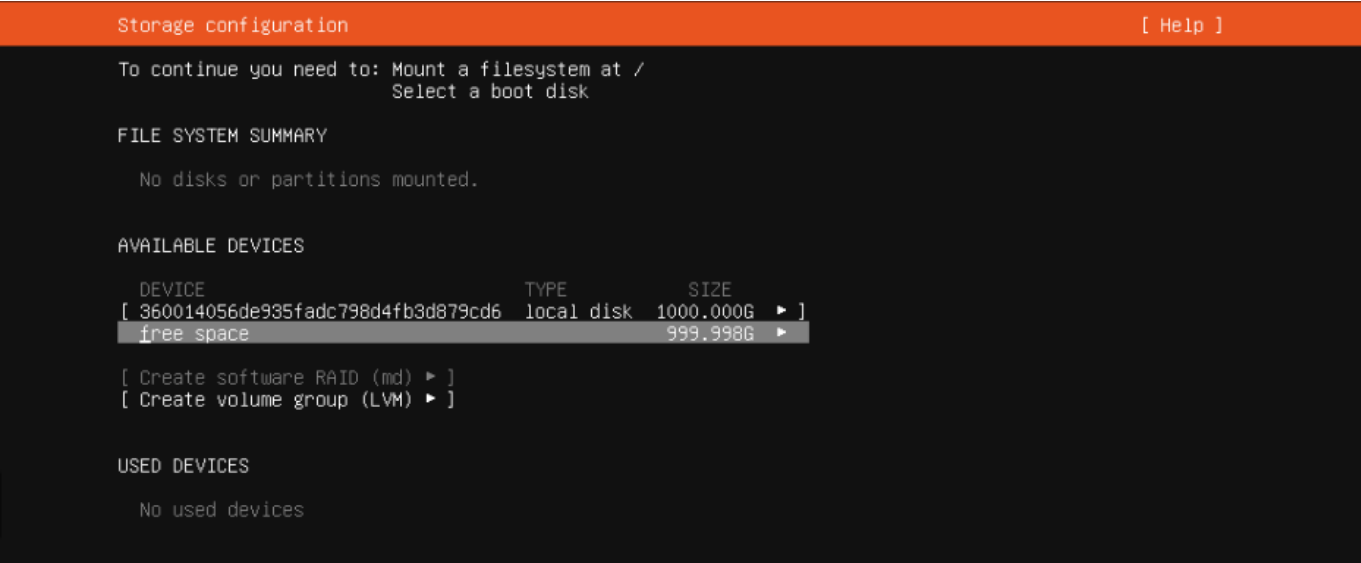 Storage configuration [ Help ]
To continue you need to: Mount a filesystem at /
Select a boot disk
FILE SYSTEM SUMMARY
No disks or partitions mounted.
AVAILABLE DEVICES
DEVICE TYPE SIZE
[ 360014056de935fadc798d4fb3d879cd6 local disk 1000.000G ▸ ]
free space 999.998G ▸
[ Create software RAID (md) ▸ ]
[ Create volume group (LVM) ▸ ]
USED DEVICES
No used devices